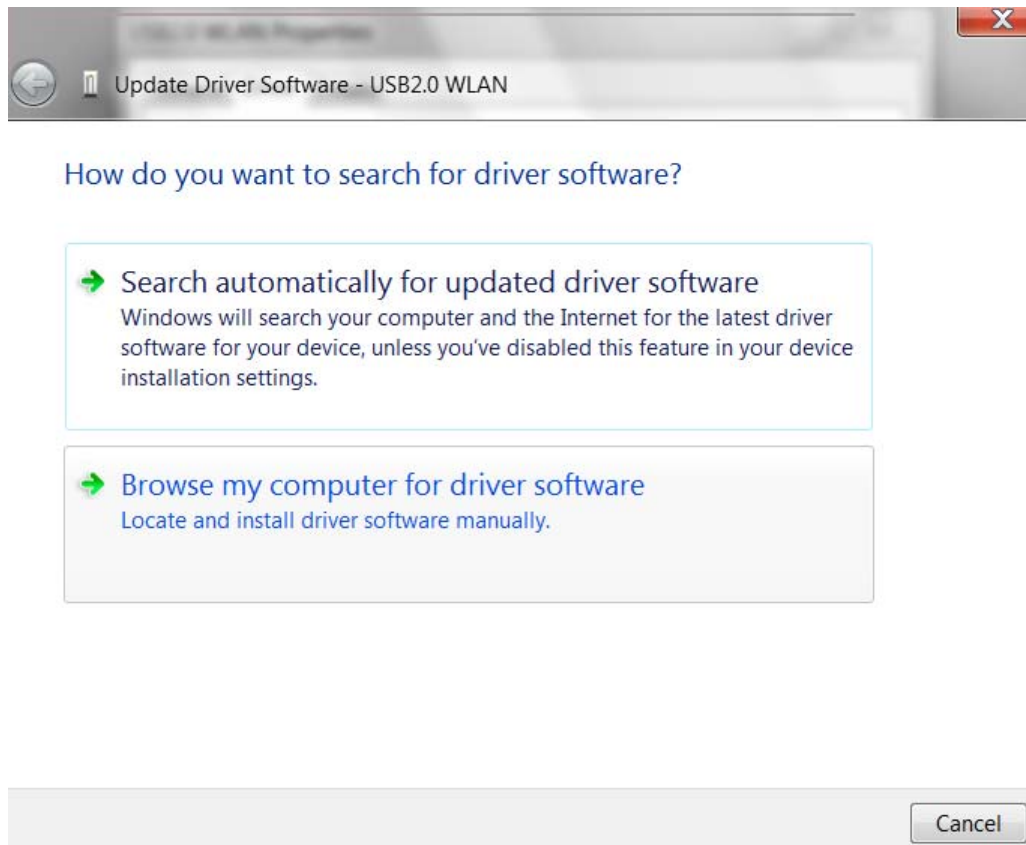 Update Driver Software - USB2.0 WLAN
How do you want to search for driver software?
Search automatically for updated driver software
Windows will search your computer and the Internet for the latest driver
software for your device, unless you've disabled this feature in your device
installation settings.
Browse my computer for driver software
Locate and install driver software manually.
Cancel